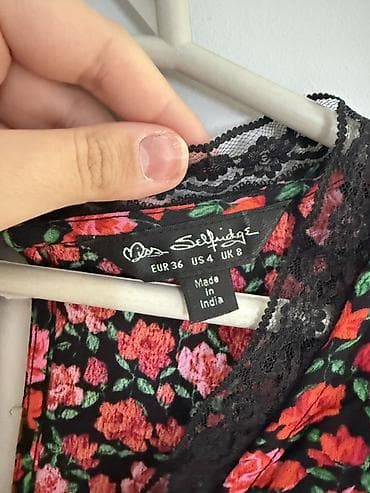 Miss Selfridge
EUR 36 US 4 UK 8
Made
in
India